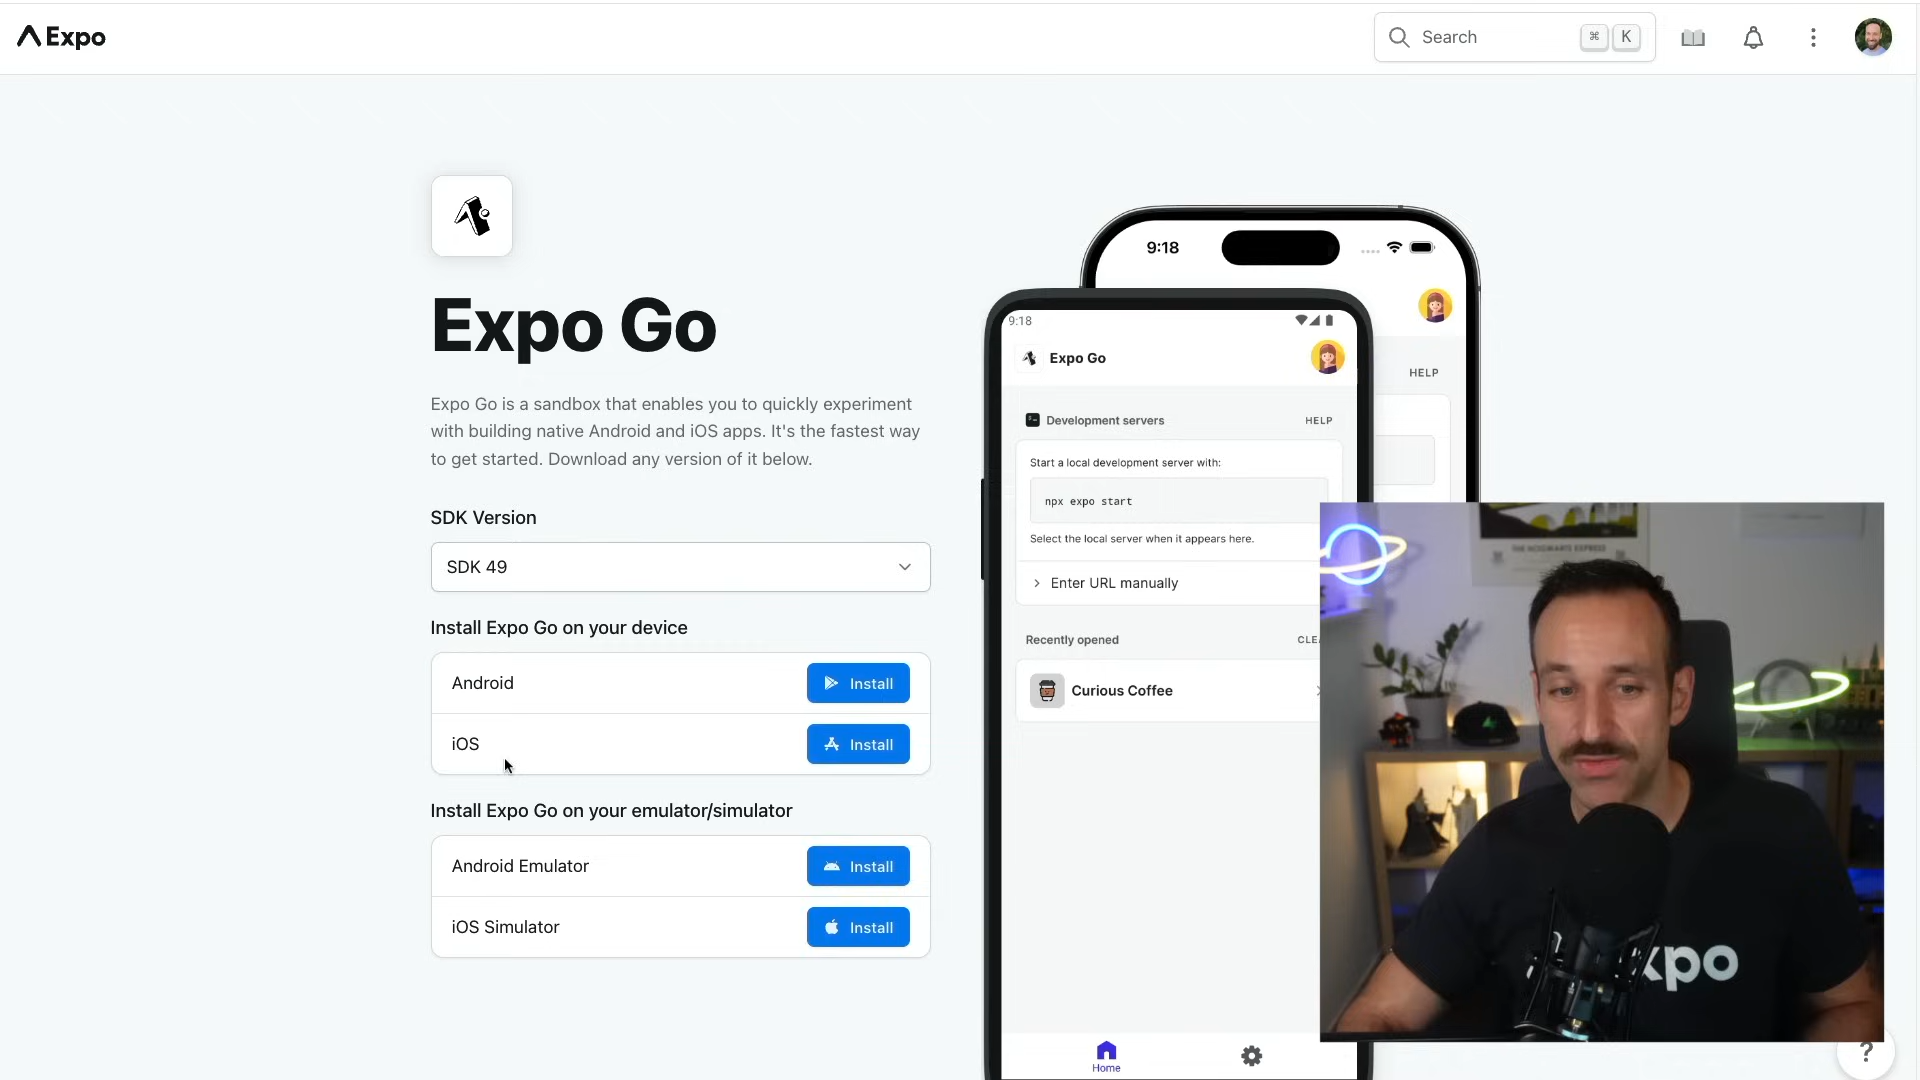 Expo
Search
⌘ K
Expo Go
Expo Go is a sandbox that enables you to quickly experiment
with building native Android and iOS apps. It's the fastest way
to get started. Download any version of it below.
SDK Version
SDK 49
Install Expo Go on your device
Android
Install
iOS
Install
Install Expo Go on your emulator/simulator
Android Emulator
Install
iOS Simulator
Install
9:18
HELP
9:18
Expo Go
Development servers
HELP
Start a local development server with:
npx expo start
Select the local server when it appears here.
Enter URL manually
Recently opened
CLE
Curious Coffee
Home
THE HOGWARTS EXPRESS
xpo
?